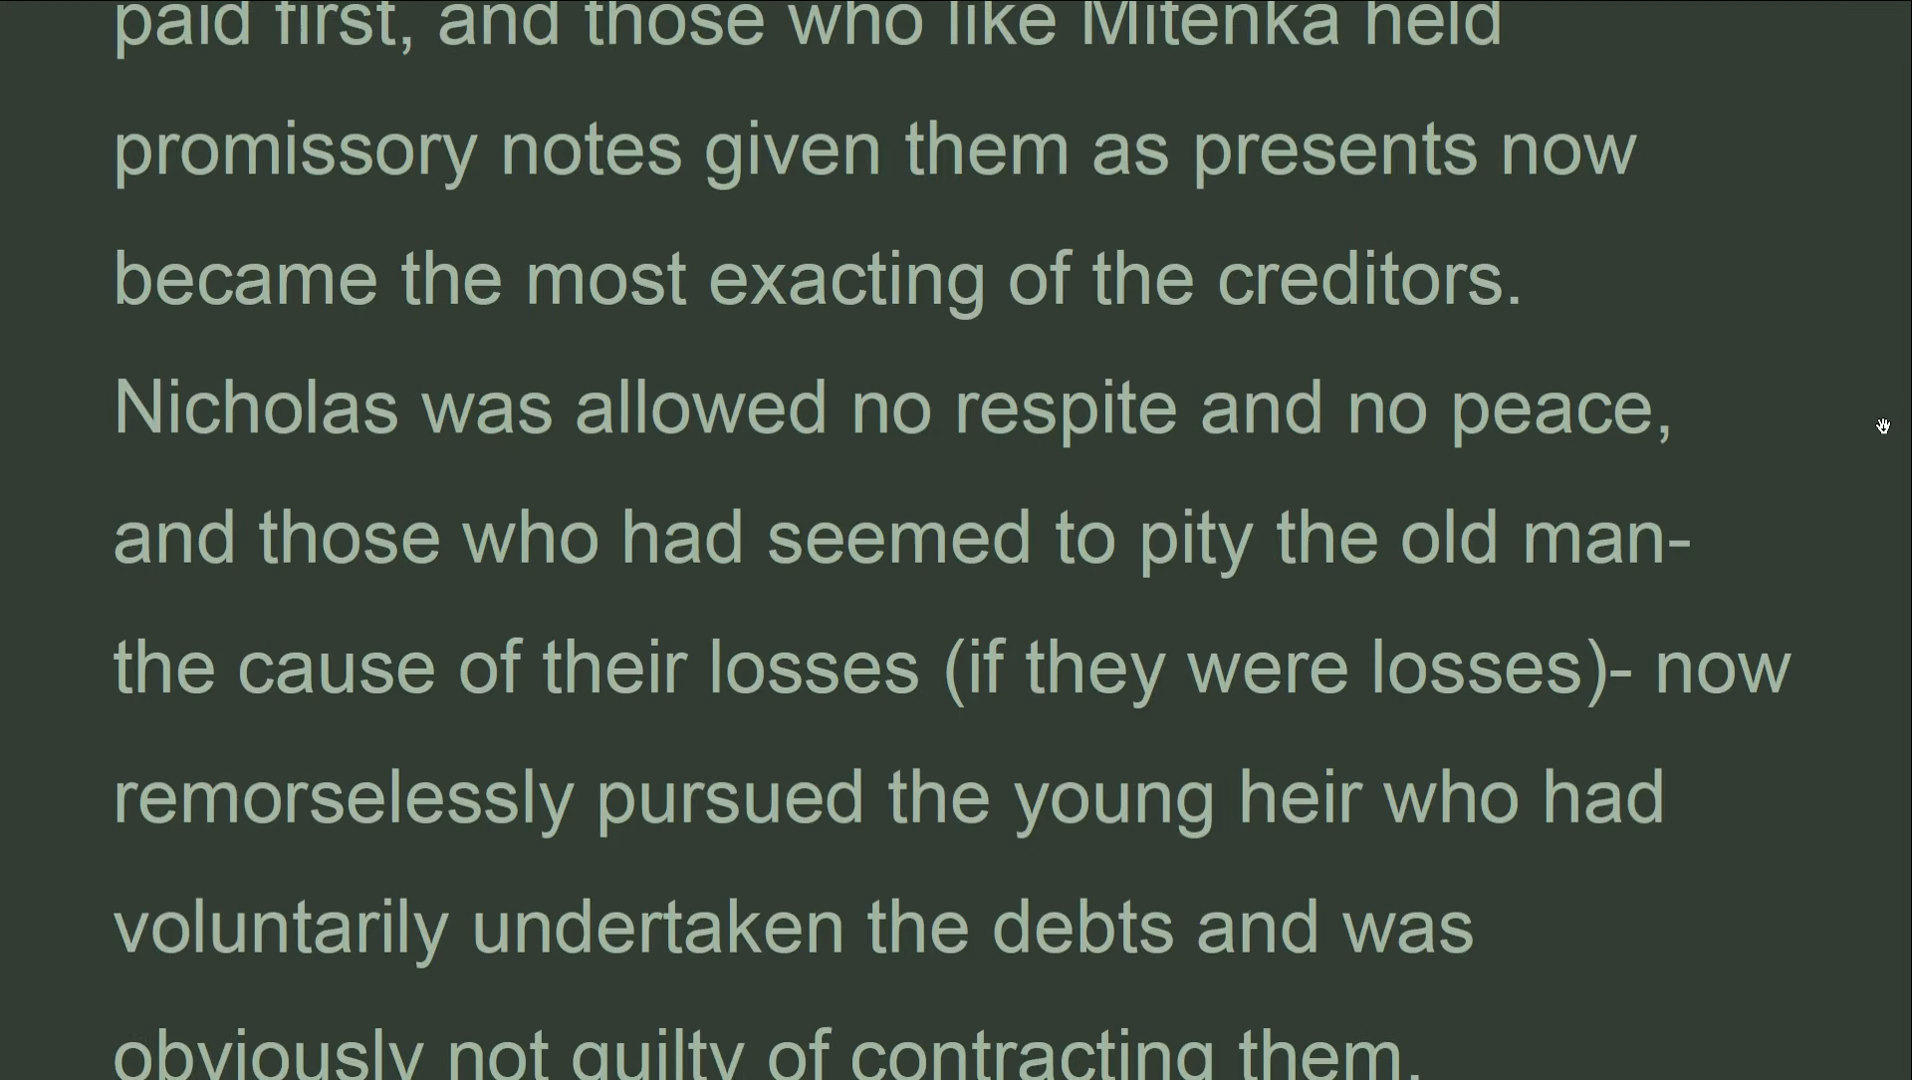 paid first, and those who like Mitenka held
promissory notes given them as presents now
became the most exacting of the creditors.
Nicholas was allowed no respite and no peace,
and those who had seemed to pity the old man-
the cause of their losses (if they were losses)- now
remorselessly pursued the young heir who had
voluntarily undertaken the debts and was
obviously not guilty of contracting them.